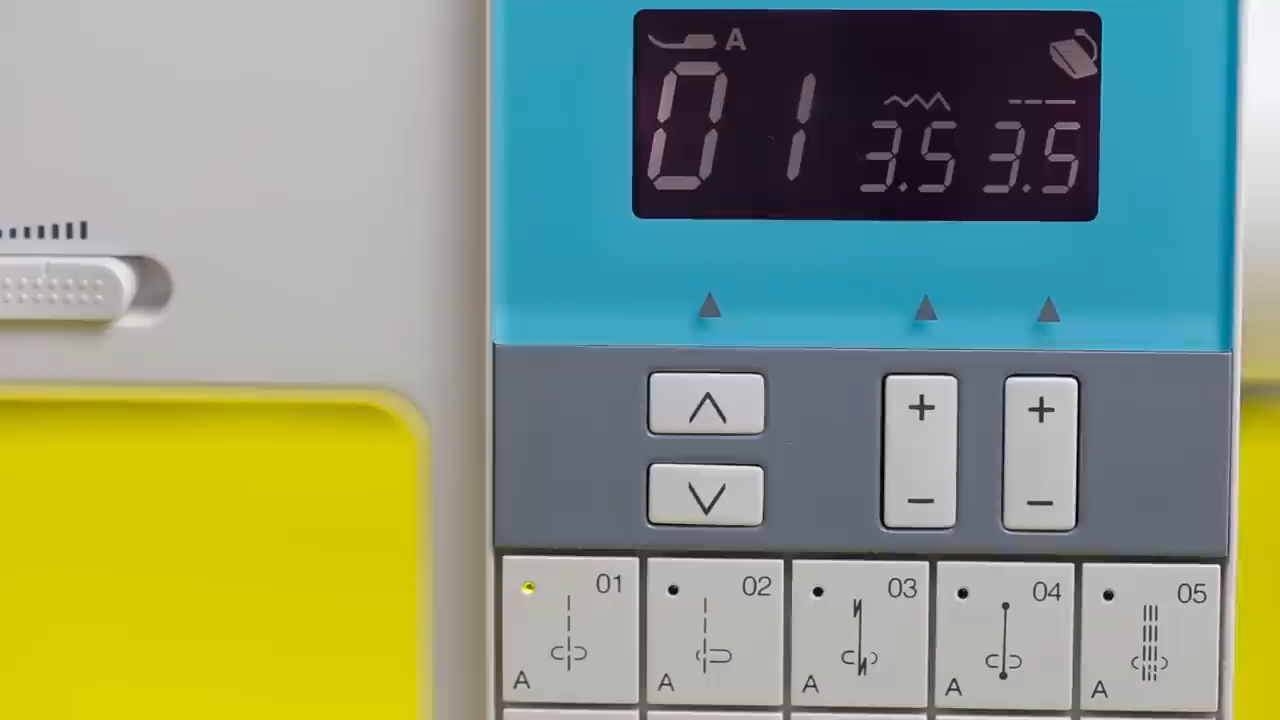 A
01 3.5 3.5
+ +
− −
01 02 03 04 05
A A A A A